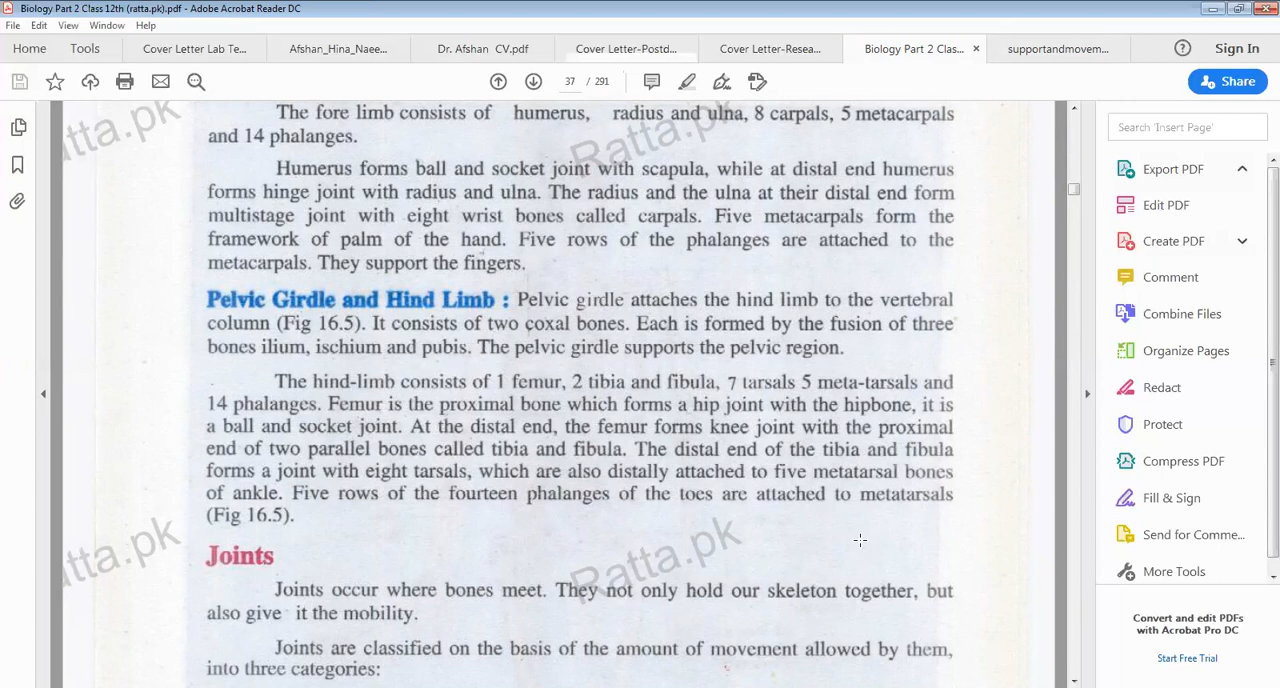 Biology Part 2 Class 12th (ratta.pk).pdf - Adobe Acrobat Reader DC
File Edit View Window Help
Home Tools Cover Letter Lab Te... Afshan_Hina_Naee... Dr. Afshan CV.pdf Cover Letter-Postd... Cover Letter-Resea... Biology Part 2 Clas... × supportandmovem... Sign In
37 / 291
Share
The fore limb consists of humerus, radius and ulna, 8 carpals, 5 metacarpals
and 14 phalanges.
Humerus forms ball and socket joint with scapula, while at distal end humerus
forms hinge joint with radius and ulna. The radius and the ulna at their distal end form
multistage joint with eight wrist bones called carpals. Five metacarpals form the
framework of palm of the hand. Five rows of the phalanges are attached to the
metacarpals. They support the fingers.
Pelvic Girdle and Hind Limb : Pelvic girdle attaches the hind limb to the vertebral
column (Fig 16.5). It consists of two coxal bones. Each is formed by the fusion of three
bones ilium, ischium and pubis. The pelvic girdle supports the pelvic region.
The hind-limb consists of 1 femur, 2 tibia and fibula, 7 tarsals 5 meta-tarsals and
14 phalanges. Femur is the proximal bone which forms a hip joint with the hipbone, it is
a ball and socket joint. At the distal end, the femur forms knee joint with the proximal
end of two parallel bones called tibia and fibula. The distal end of the tibia and fibula
forms a joint with eight tarsals, which are also distally attached to five metatarsal bones
of ankle. Five rows of the fourteen phalanges of the toes are attached to metatarsals
(Fig 16.5).
Joints
Joints occur where bones meet. They not only hold our skeleton together, but
also give it the mobility.
Joints are classified on the basis of the amount of movement allowed by them,
into three categories:
Ratta.pk
Ratta.pk
Ratta.pk
Ratta.pk
Search 'Insert Page'
Export PDF
Edit PDF
Create PDF
Comment
Combine Files
Organize Pages
Redact
Protect
Compress PDF
Fill & Sign
Send for Comme...
More Tools
Convert and edit PDFs
with Acrobat Pro DC
Start Free Trial